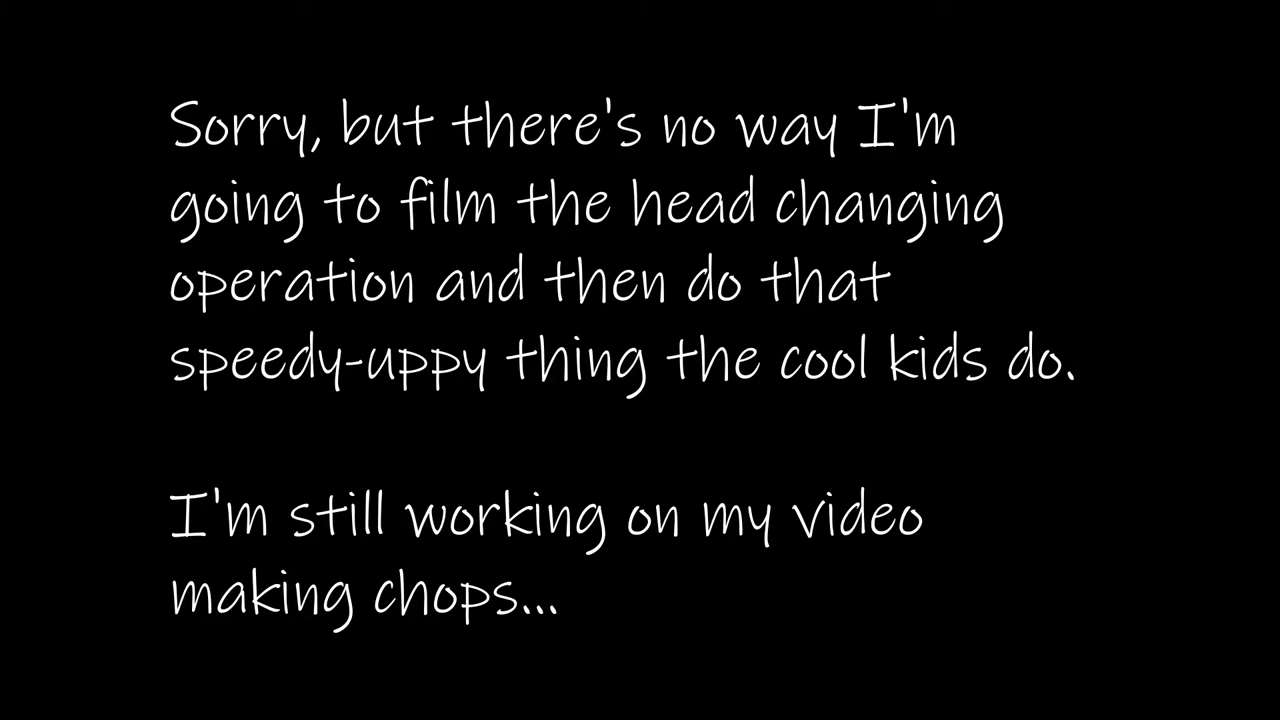 Sorry, but there's no way I'm
going to film the head changing
operation and then do that
speedy-uppy thing the cool kids do.
I'm still working on my video
making chops...